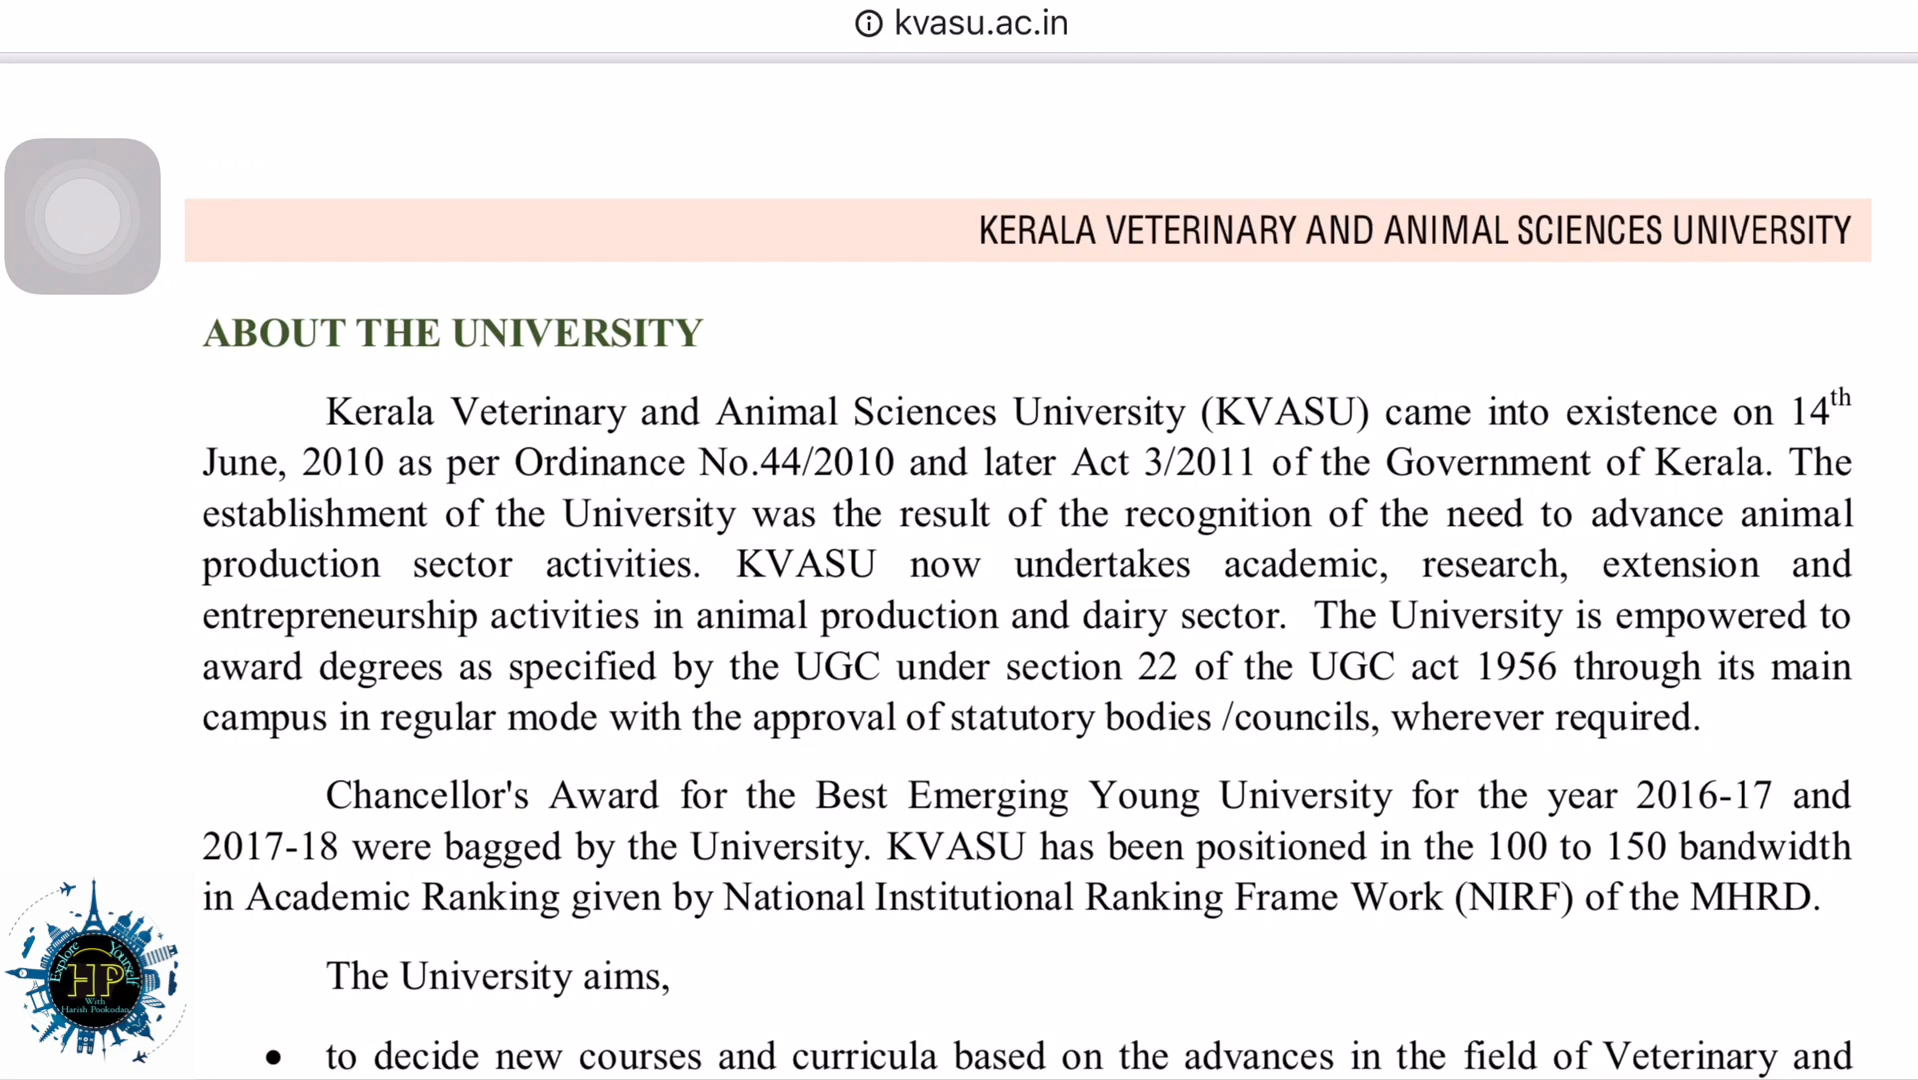 kvasu.ac.in
KERALA VETERINARY AND ANIMAL SCIENCES UNIVERSITY
ABOUT THE UNIVERSITY
Kerala Veterinary and Animal Sciences University (KVASU) came into existence on 14th
June, 2010 as per Ordinance No.44/2010 and later Act 3/2011 of the Government of Kerala. The
establishment of the University was the result of the recognition of the need to advance animal
production sector activities. KVASU now undertakes academic, research, extension and
entrepreneurship activities in animal production and dairy sector. The University is empowered to
award degrees as specified by the UGC under section 22 of the UGC act 1956 through its main
campus in regular mode with the approval of statutory bodies /councils, wherever required.
Chancellor's Award for the Best Emerging Young University for the year 2016-17 and
2017-18 were bagged by the University. KVASU has been positioned in the 100 to 150 bandwidth
in Academic Ranking given by National Institutional Ranking Frame Work (NIRF) of the MHRD.
The University aims,
• to decide new courses and curricula based on the advances in the field of Veterinary and
Explore Yourself
HP
With
Harish Pookodan